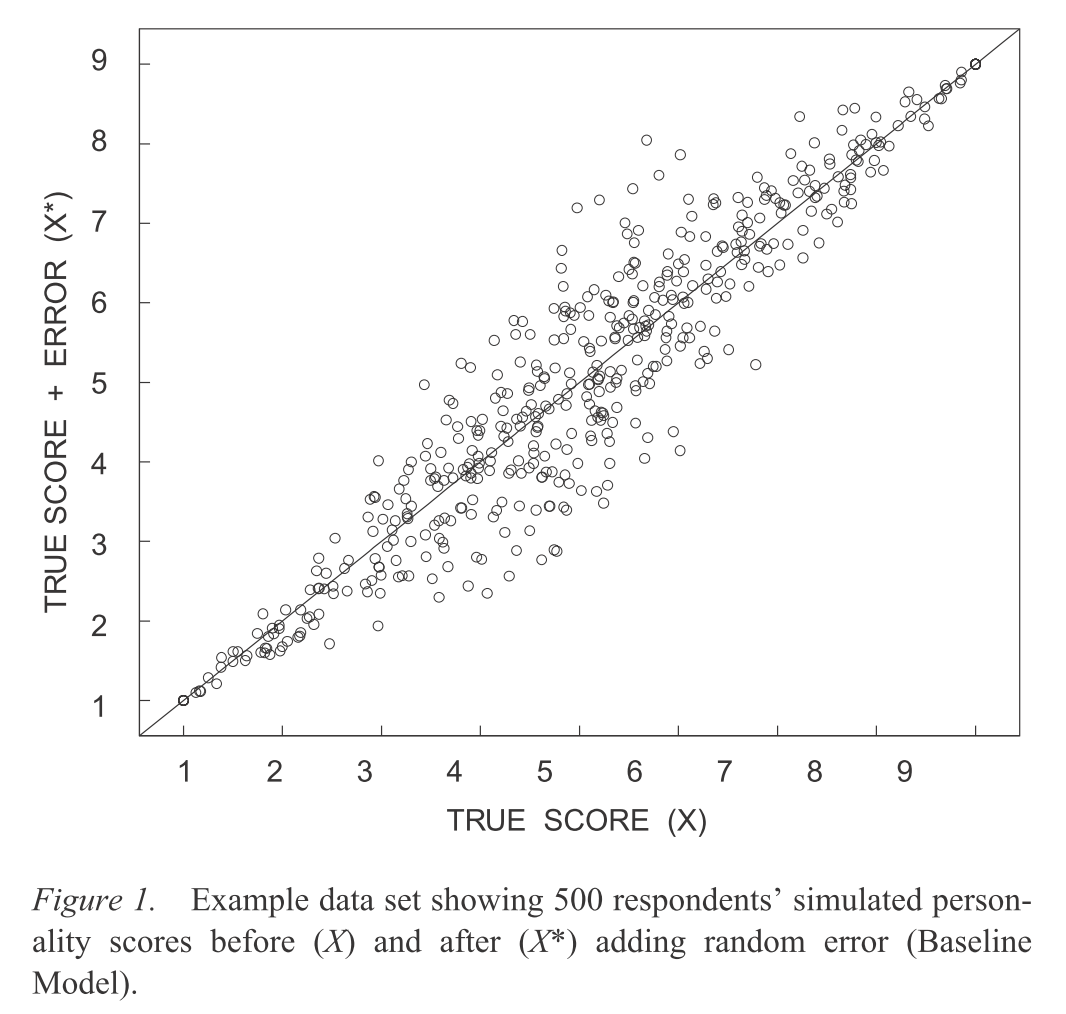 9
8
7
6
5
4
3
2
1
TRUE SCORE + ERROR (X*)
1 2 3 4 5 6 7 8 9
TRUE SCORE (X)
Figure 1. Example data set showing 500 respondents’ simulated person-
ality scores before (X) and after (X*) adding random error (Baseline
Model).